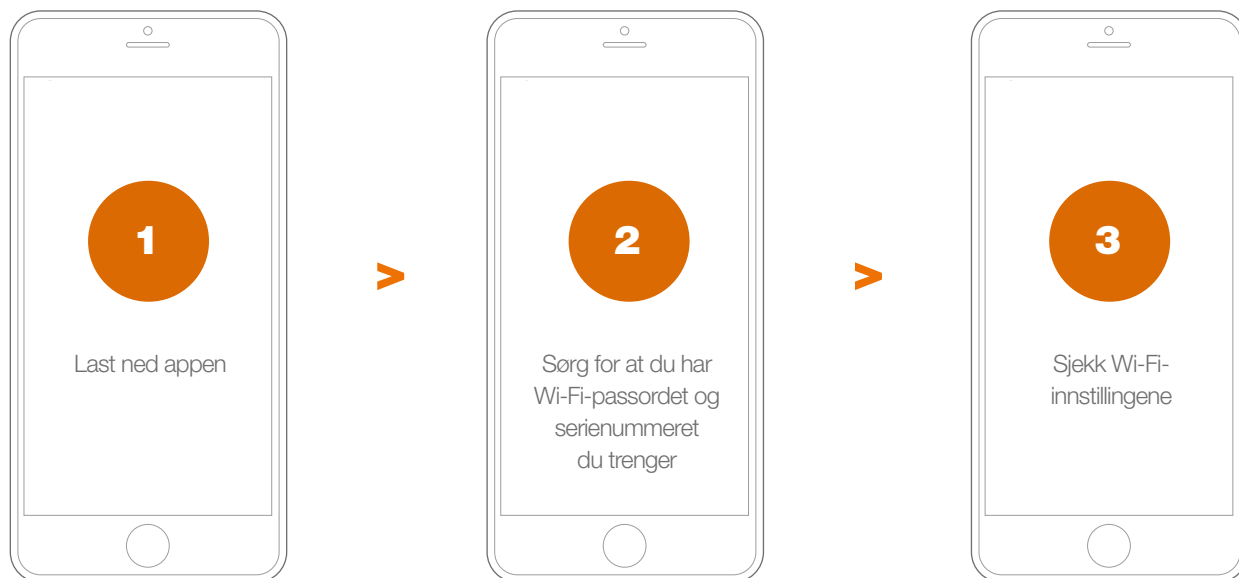 1
Last ned appen
>
2
Sørg for at du har
Wi-Fi-passordet og
serienummeret
du trenger
>
3
Sjekk Wi-Fi-
innstillingene